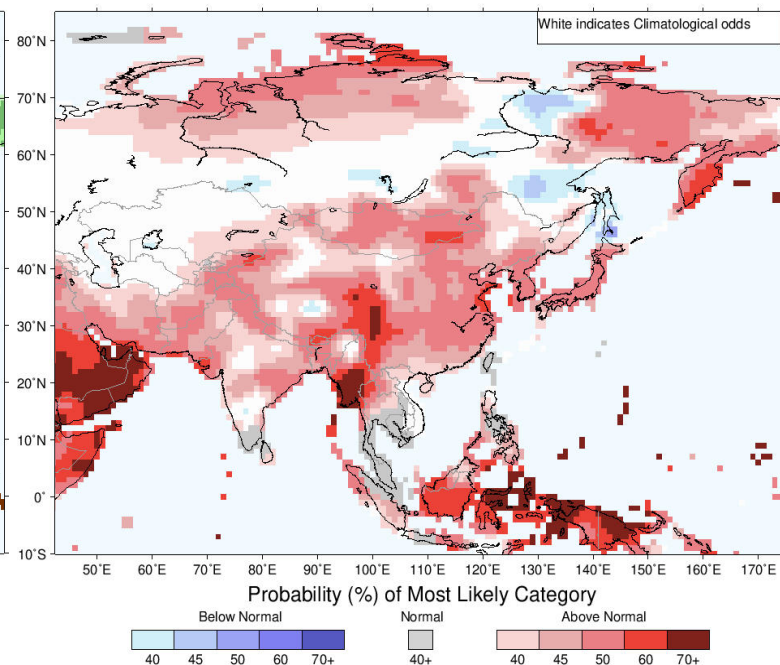 White indicates Climatological odds
80°N
70°N
60°N
50°N
40°N
30°N
20°N
10°N
0°
10°S
50°E 60°E 70°E 80°E 90°E 100°E 110°E 120°E 130°E 140°E 150°E 160°E 170°E
Probability (%) of Most Likely Category
Below Normal Normal Above Normal
40 45 50 60 70+ 40+ 40 45 50 60 70+